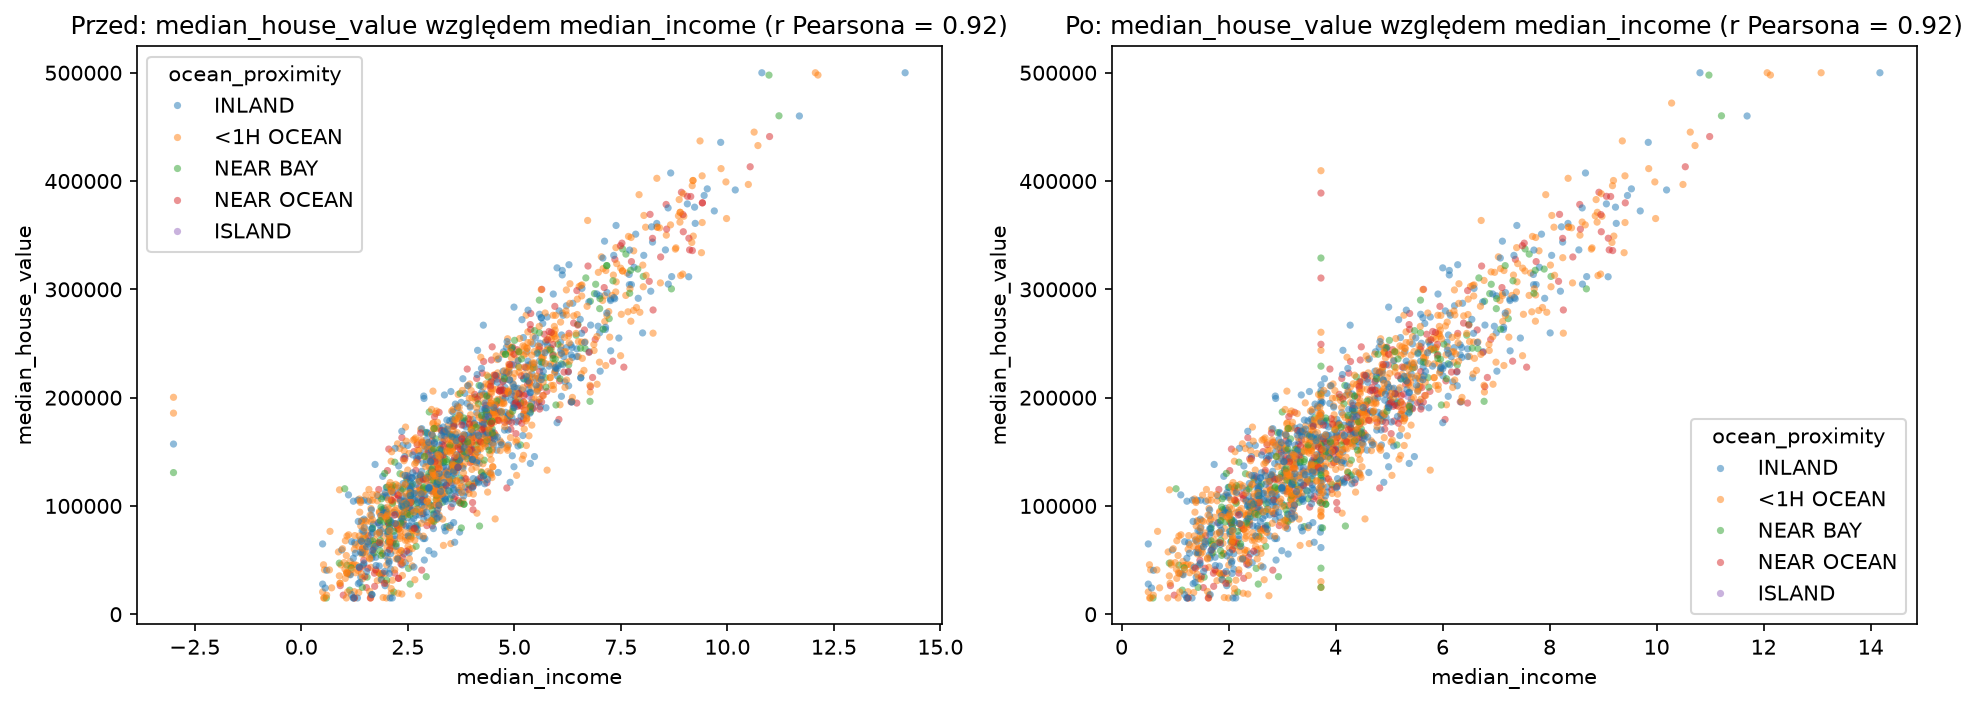 Przed: median_house_value względem median_income (r Pearsona = 0.92)
500000
400000
300000
200000
100000
0
median_house_value
ocean_proximity
INLAND
<1H OCEAN
NEAR BAY
NEAR OCEAN
ISLAND
−2.5 0.0 2.5 5.0 7.5 10.0 12.5 15.0
median_income
Po: median_house_value względem median_income (r Pearsona = 0.92)
500000
400000
300000
200000
100000
0
median_house_value
ocean_proximity
INLAND
<1H OCEAN
NEAR BAY
NEAR OCEAN
ISLAND
0 2 4 6 8 10 12 14
median_income